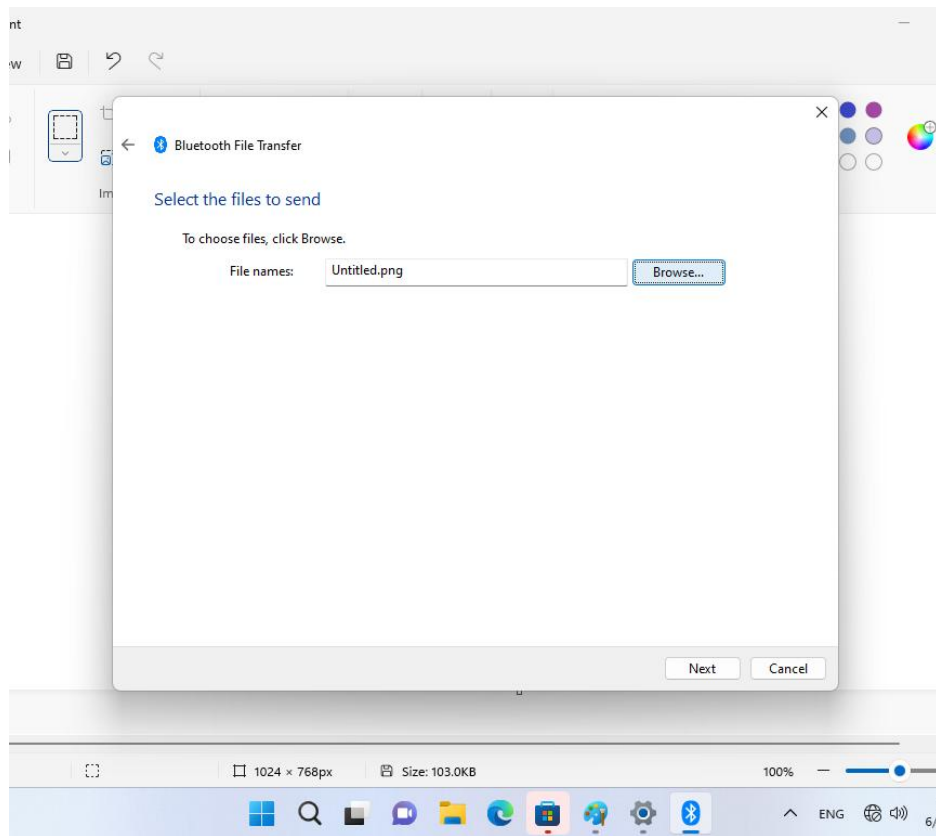 nt
ew
Im
Bluetooth File Transfer
Select the files to send
To choose files, click Browse.
File names: Untitled.png Browse...
Next Cancel
1024 × 768px Size: 103.0KB 100%
ENG
6/